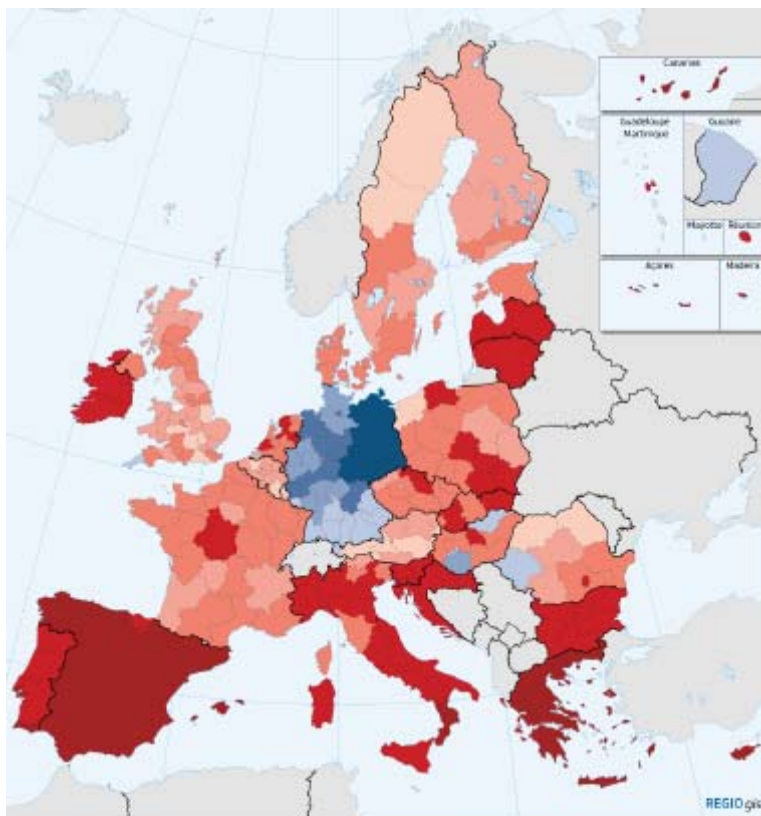 Canarias
Guadeloupe
Martinique
Guyane
Mayotte
Réunion
Açores
Madeira
REGIOgis